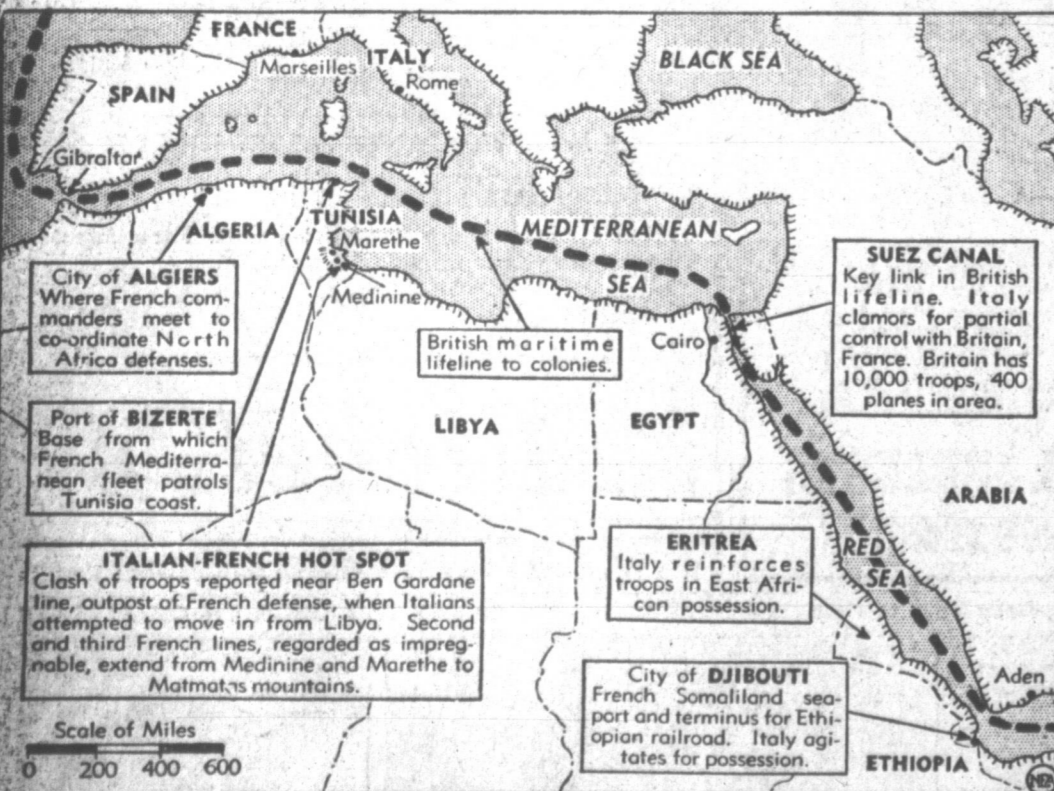 FRANCE
Marseilles
ITALY
Rome
BLACK SEA
SPAIN
Gibraltar
ALGERIA
TUNISIA
Marethe
Medinine
MEDITERRANEAN
SEA
City of ALGIERS
Where French com-
manders meet to
co-ordinate North
Africa defenses.
British maritime
lifeline to colonies.
Cairo
SUEZ CANAL
Key link in British
lifeline. Italy
clamors for partial
control with Britain,
France. Britain has
10,000 troops, 400
planes in area.
Port of BIZERTE
Base from which
French Mediterra-
nean fleet patrols
Tunisia coast.
LIBYA
EGYPT
ARABIA
ITALIAN-FRENCH HOT SPOT
Clash of troops reported near Ben Gardane
line, outpost of French defense, when Italians
attempted to move in from Libya. Second
and third French lines, regarded as impreg-
nable, extend from Medinine and Marethe to
Matmatas mountains.
ERITREA
Italy reinforces
troops in East Afri-
can possession.
RED
SEA
City of DJIBOUTI
French Somaliland sea-
port and terminus for Ethi-
opian railroad. Italy agi-
tates for possession.
Aden
ETHIOPIA
Scale of Miles
0 200 400 600
NEA